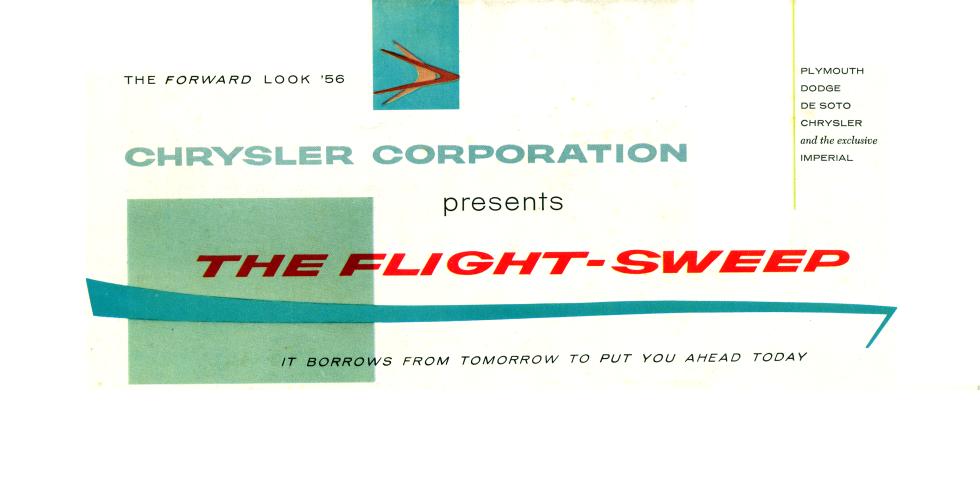 THE FORWARD LOOK '56
PLYMOUTH
DODGE
DE SOTO
CHRYSLER
and the exclusive
IMPERIAL
CHRYSLER CORPORATION
presents
THE FLIGHT-SWEEP
IT BORROWS FROM TOMORROW TO PUT YOU AHEAD TODAY